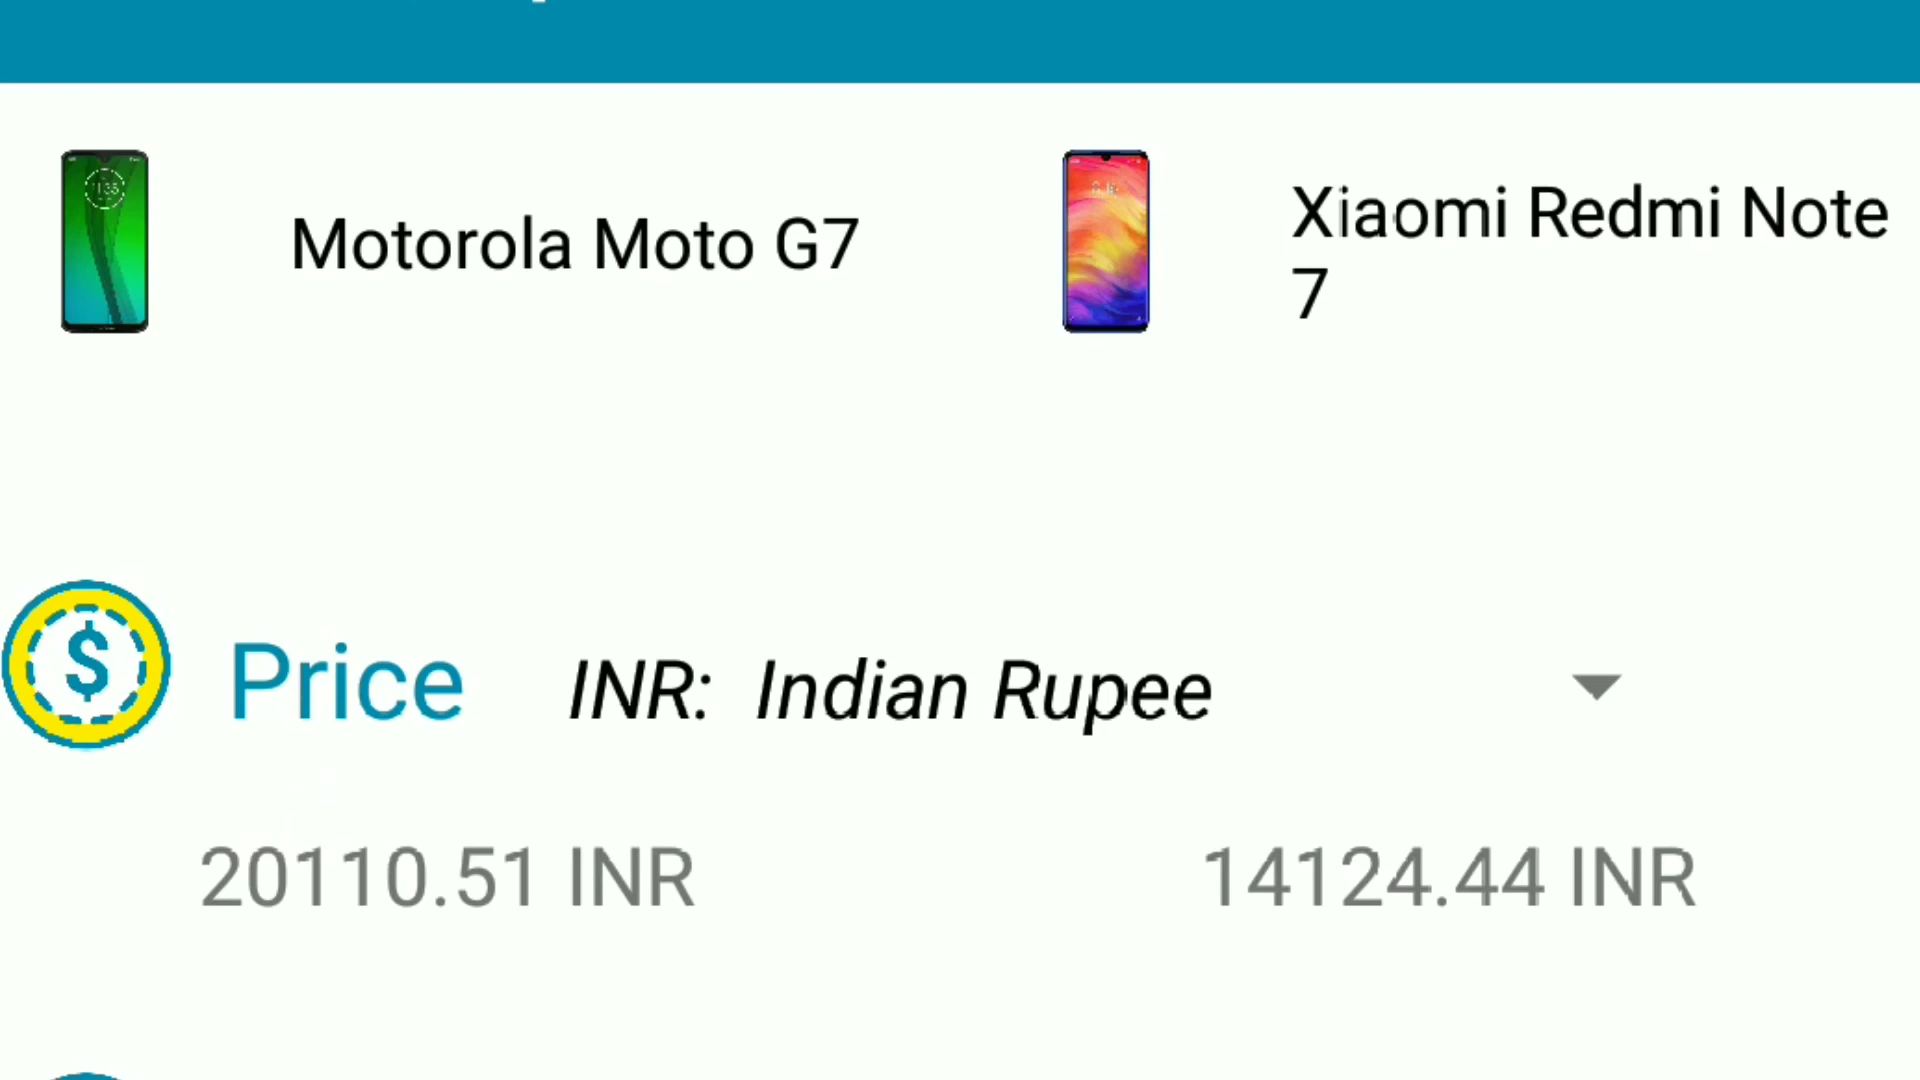 Motorola Moto G7
Xiaomi Redmi Note
7
$
Price
INR: Indian Rupee
20110.51 INR
14124.44 INR